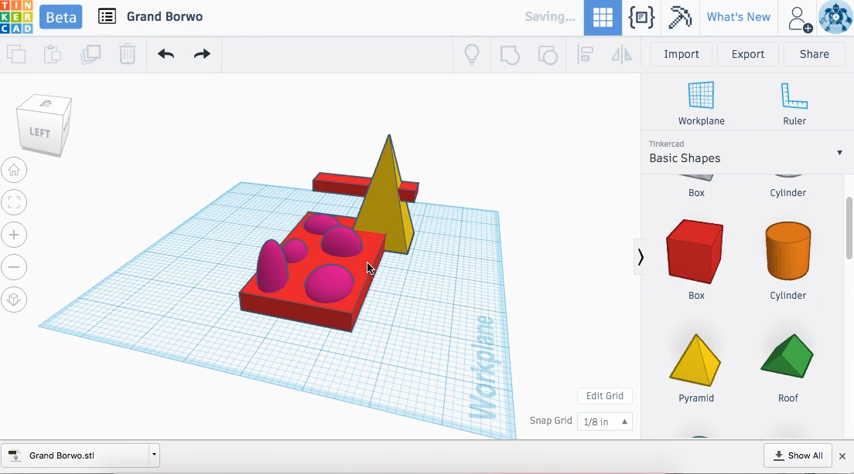 TIN
KER
CAD
Beta
Grand Borwo
Saving...
What's New
Import
Export
Share
LEFT
Workplane
Ruler
Tinkercad
Basic Shapes
Box
Cylinder
Box
Cylinder
Pyramid
Roof
Workplane
Edit Grid
Snap Grid
1/8 in
Grand Borwo.stl
Show All